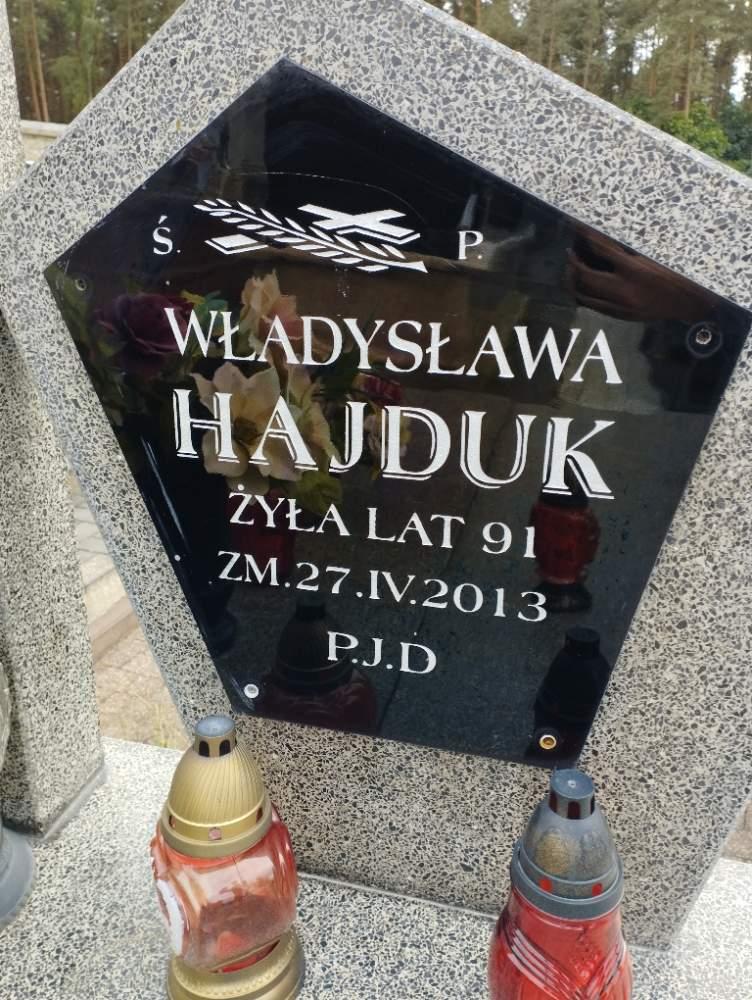 Ś. P.
WŁADYSŁAWA
HAJDUK
ŻYŁA LAT 91
ZM.27.IV.2013
P.J.D